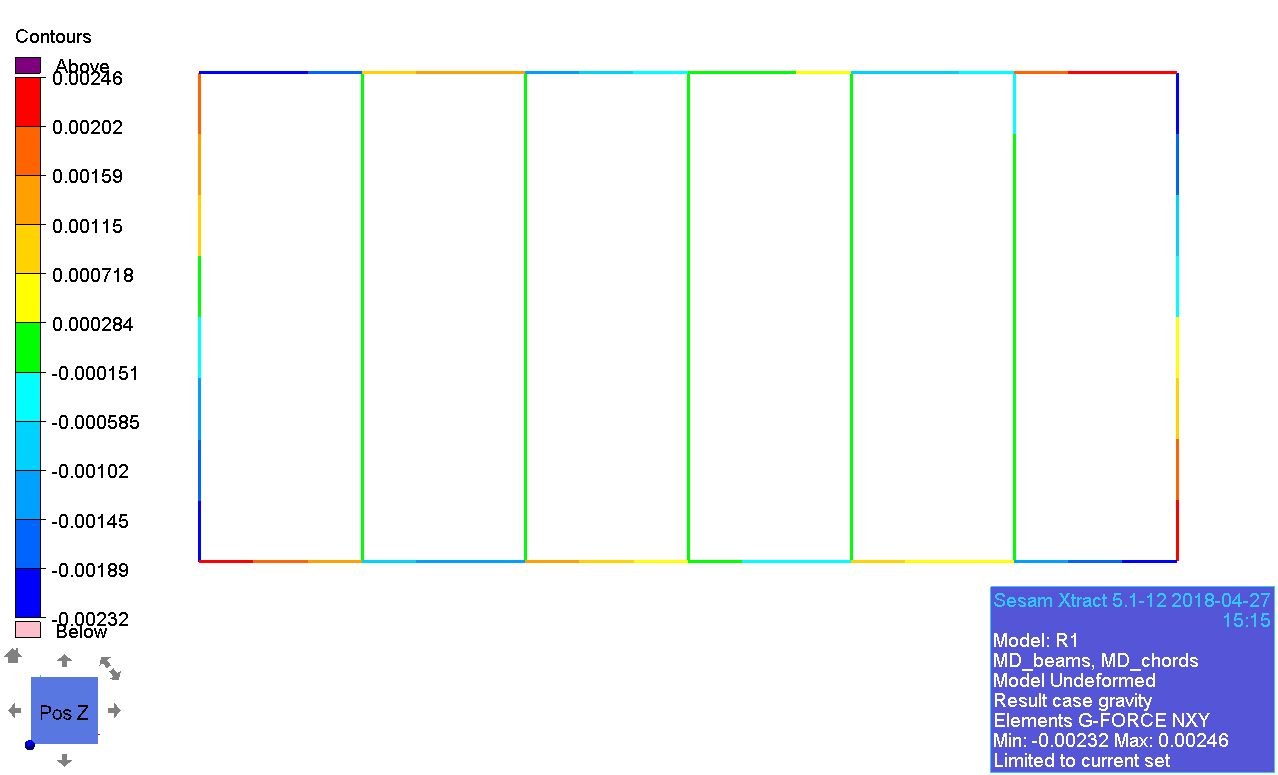 Contours
Above
0.00246
0.00202
0.00159
0.00115
0.000718
0.000284
-0.000151
-0.000585
-0.00102
-0.00145
-0.00189
-0.00232
Below
Pos Z
Sesam Xtract 5.1-12 2018-04-27
15:15
Model: R1
MD_beams, MD_chords
Model Undeformed
Result case gravity
Elements G-FORCE NXY
Min: -0.00232 Max: 0.00246
Limited to current set